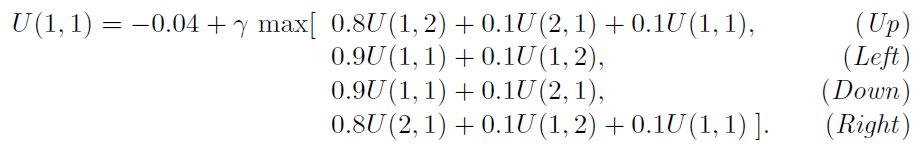 U(1, 1) = −0.04 + γ max[ 0.8U(1, 2) + 0.1U(2, 1) + 0.1U(1, 1), (Up)
0.9U(1, 1) + 0.1U(1, 2), (Left)
0.9U(1, 1) + 0.1U(2, 1), (Down)
0.8U(2, 1) + 0.1U(1, 2) + 0.1U(1, 1) ]. (Right)